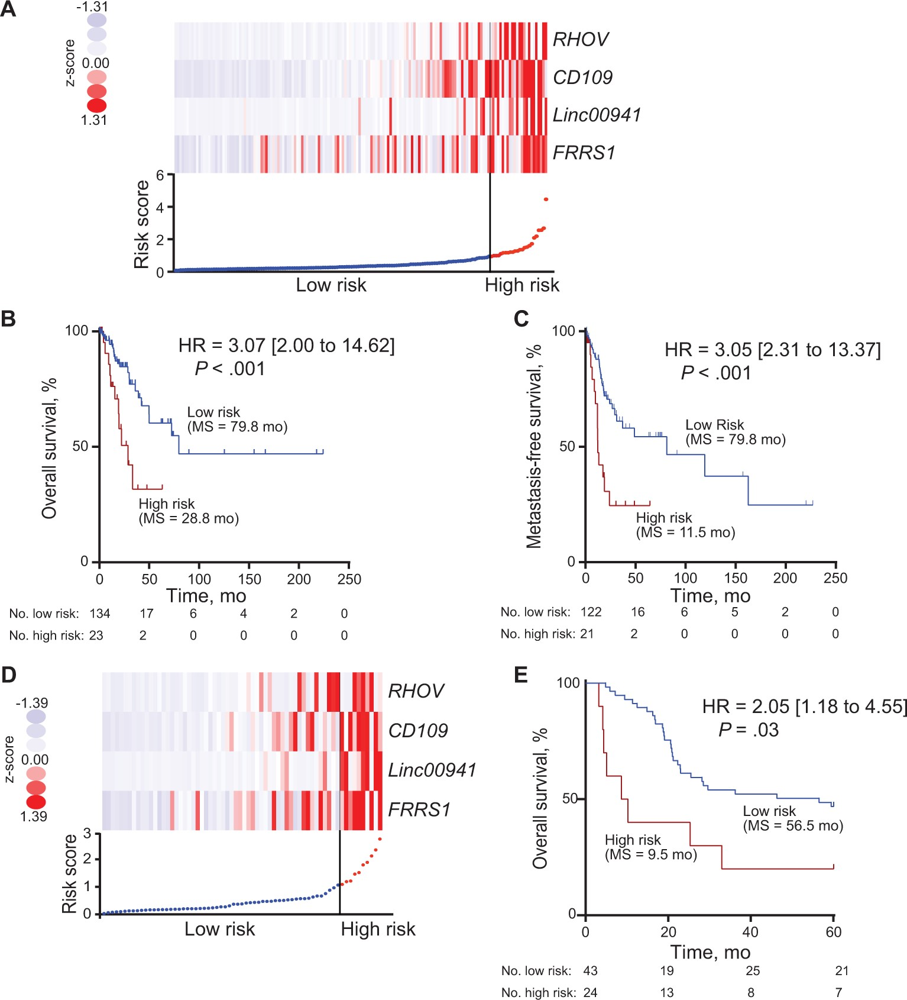 A
-1.31
0.00
1.31
z-score
RHOV
CD109
Linc00941
FRRS1
Risk score
6
4
2
0
Low risk
High risk
B
Overall survival, %
100
50
0
HR = 3.07 [2.00 to 14.62]
P < .001
Low risk
(MS = 79.8 mo)
High risk
(MS = 28.8 mo)
0 50 100 150 200 250
Time, mo
No. low risk: 134 17 6 4 2 0
No. high risk: 23 2 0 0 0 0
C
Metastasis-free survival, %
100
50
0
HR = 3.05 [2.31 to 13.37]
P < .001
Low Risk
(MS = 79.8 mo)
High risk
(MS = 11.5 mo)
0 50 100 150 200 250
Time, mo
No. low risk: 122 16 6 5 2 0
No. high risk: 21 2 0 0 0 0
D
-1.39
0.00
1.39
z-score
RHOV
CD109
Linc00941
FRRS1
Risk score
3
2
1
0
Low risk
High risk
E
Overall survival, %
100
50
0
HR = 2.05 [1.18 to 4.55]
P = .03
Low risk
(MS = 56.5 mo)
High risk
(MS = 9.5 mo)
0 20 40 60
Time, mo
No. low risk: 43 19 25 21
No. high risk: 24 13 8 7